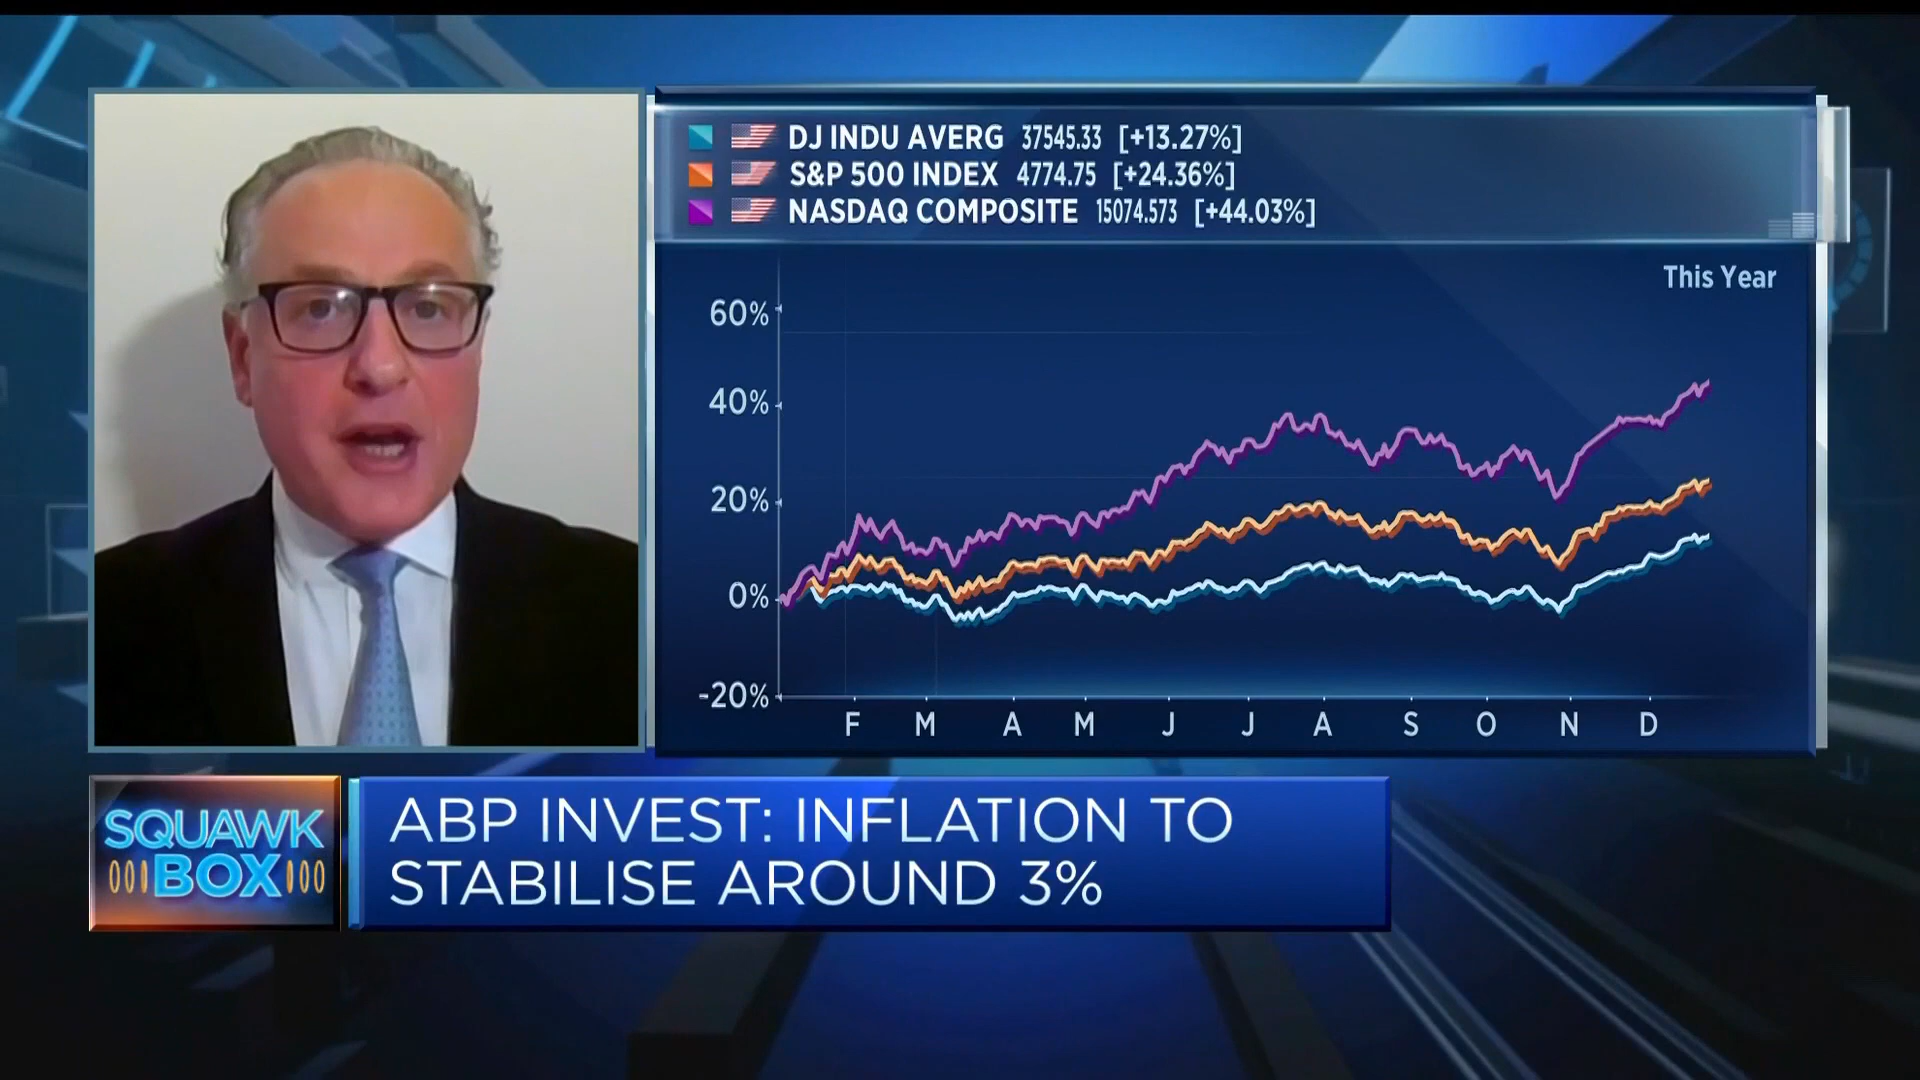 DJ INDU AVERG 37545.33 [+13.27%]
S&P 500 INDEX 4774.75 [+24.36%]
NASDAQ COMPOSITE 15074.573 [+44.03%]
This Year
60%
40%
20%
0%
-20%
F M A M J J A S O N D
SQUAWK
BOX
ABP INVEST: INFLATION TO
STABILISE AROUND 3%